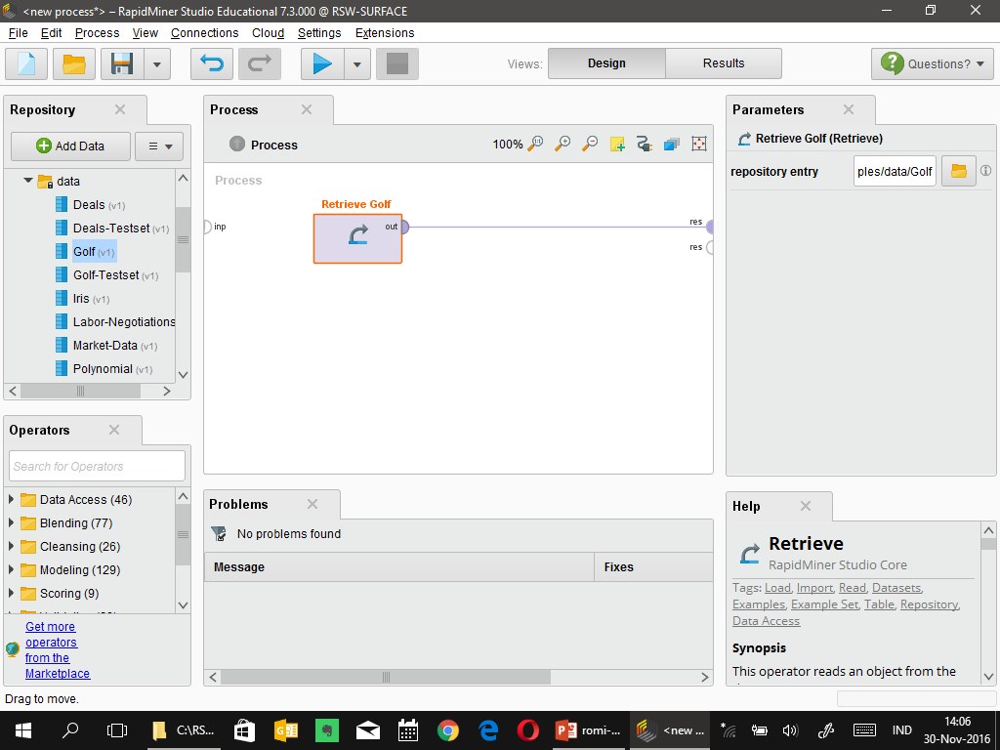 <new process*> – RapidMiner Studio Educational 7.3.000 @ RSW-SURFACE
File Edit Process View Connections Cloud Settings Extensions
Views: Design Results Questions?
Repository
Add Data
data
Deals (v1)
Deals-Testset (v1)
Golf (v1)
Golf-Testset (v1)
Iris (v1)
Labor-Negotiations
Market-Data (v1)
Polynomial (v1)
Operators
Search for Operators
Data Access (46)
Blending (77)
Cleansing (26)
Modeling (129)
Scoring (9)
Get more
operators
from the
Marketplace
Process
Process
100%
Process
Retrieve Golf
inp
out
res
res
Problems
No problems found
Message Fixes
Parameters
Retrieve Golf (Retrieve)
repository entry ples/data/Golf
Help
Retrieve
RapidMiner Studio Core
Tags: Load, Import, Read, Datasets,
Examples, Example Set, Table, Repository,
Data Access
Synopsis
This operator reads an object from the
Drag to move.
C:\RS...
romi-...
<new ...
IND
14:06
30-Nov-2016